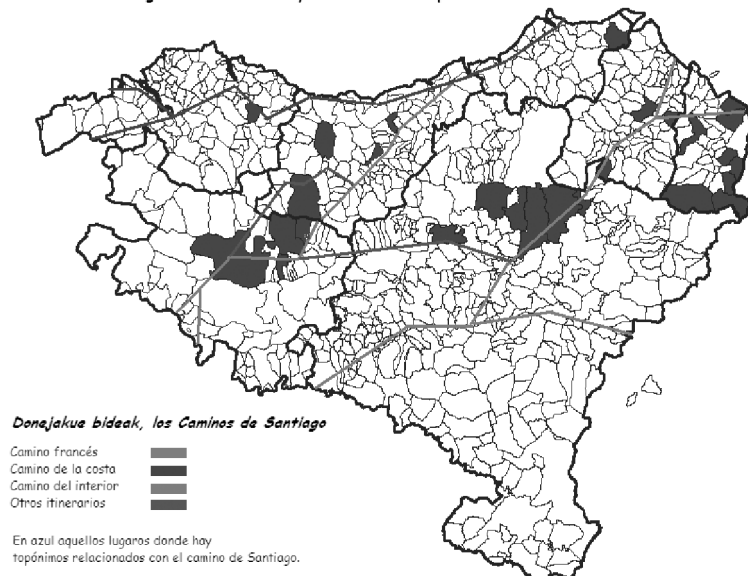 Donejakue bideak, los Caminos de Santiago
Camino francés
Camino de la costa
Camino del interior
Otros itinerarios
En azul aquellos lugares donde hay
topónimos relacionados con el camino de Santiago.